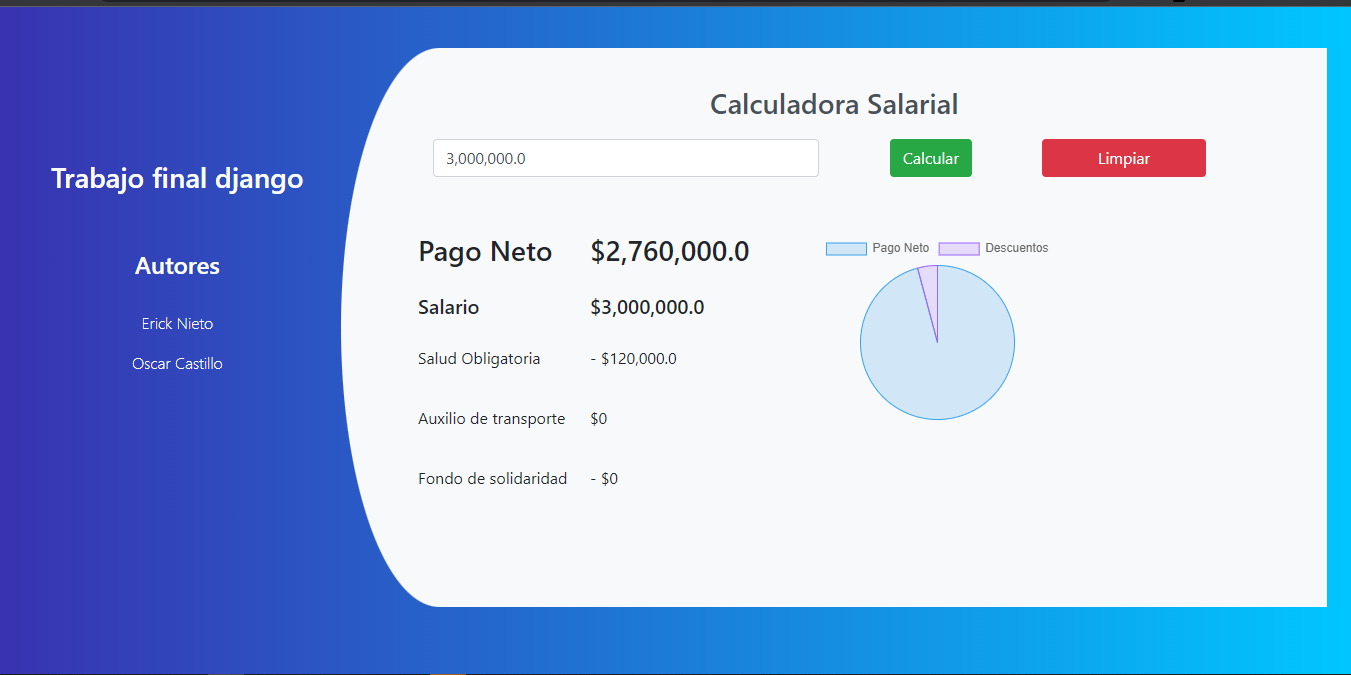 Trabajo final django
Autores
Erick Nieto
Oscar Castillo
Calculadora Salarial
3,000,000.0 Calcular Limpiar
Pago Neto $2,760,000.0
Salario $3,000,000.0
Salud Obligatoria - $120,000.0
Auxilio de transporte $0
Fondo de solidaridad - $0
Pago Neto Descuentos